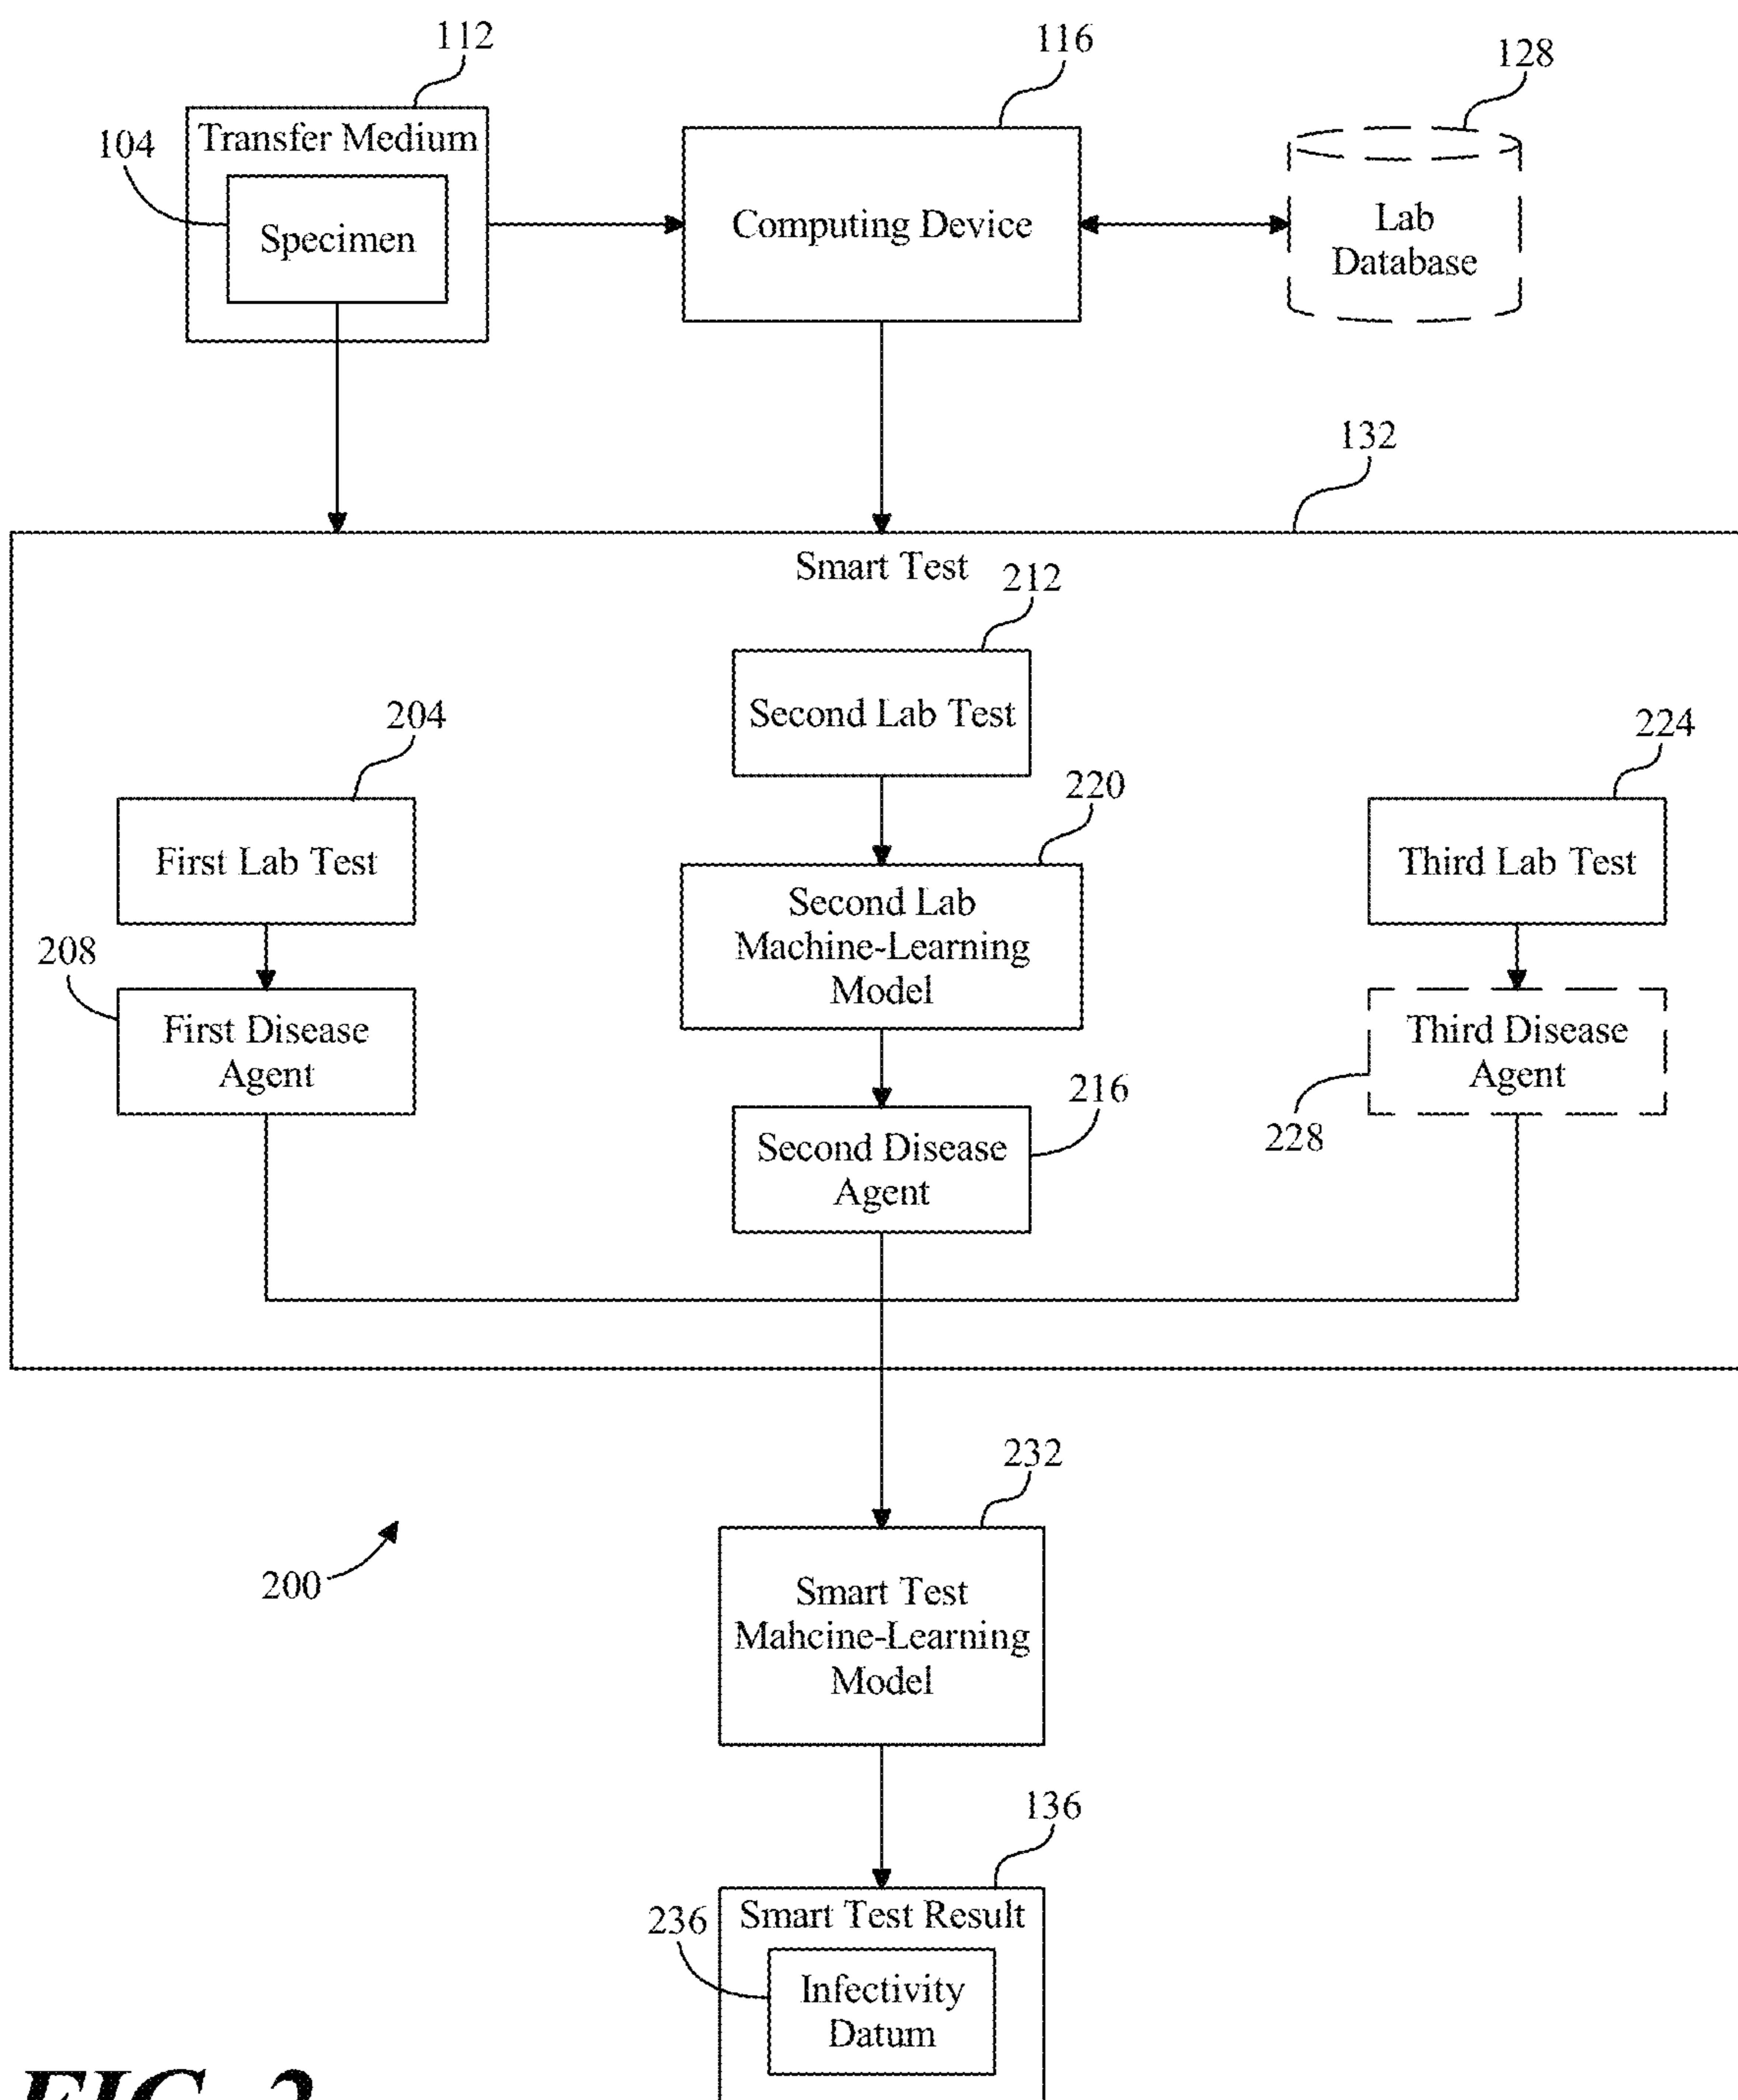 112
116
128
104
Transfer Medium
Specimen
Computing Device
Lab
Database
132
Smart Test
212
Second Lab Test
204
224
220
First Lab Test
Third Lab Test
Second Lab
Machine-Learning
Model
208
First Disease
Agent
Third Disease
Agent
228
216
Second Disease
Agent
232
200
Smart Test
Mahcine-Learning
Model
136
236
Smart Test Result
Infectivity
Datum
FIG. 2